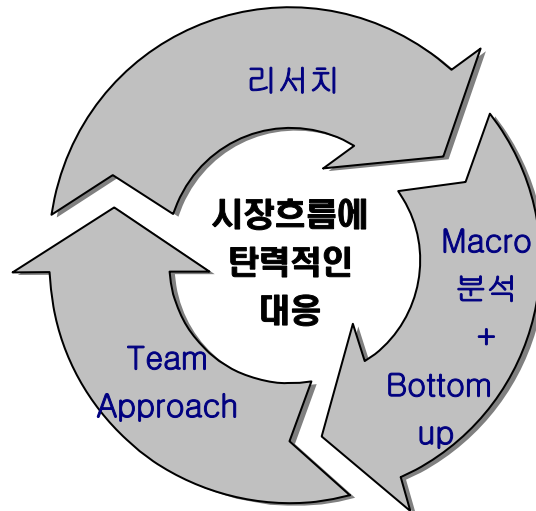 리서치
시장흐름에
탄력적인
대응
Macro
분석
+
Bottom
up
Team
Approach